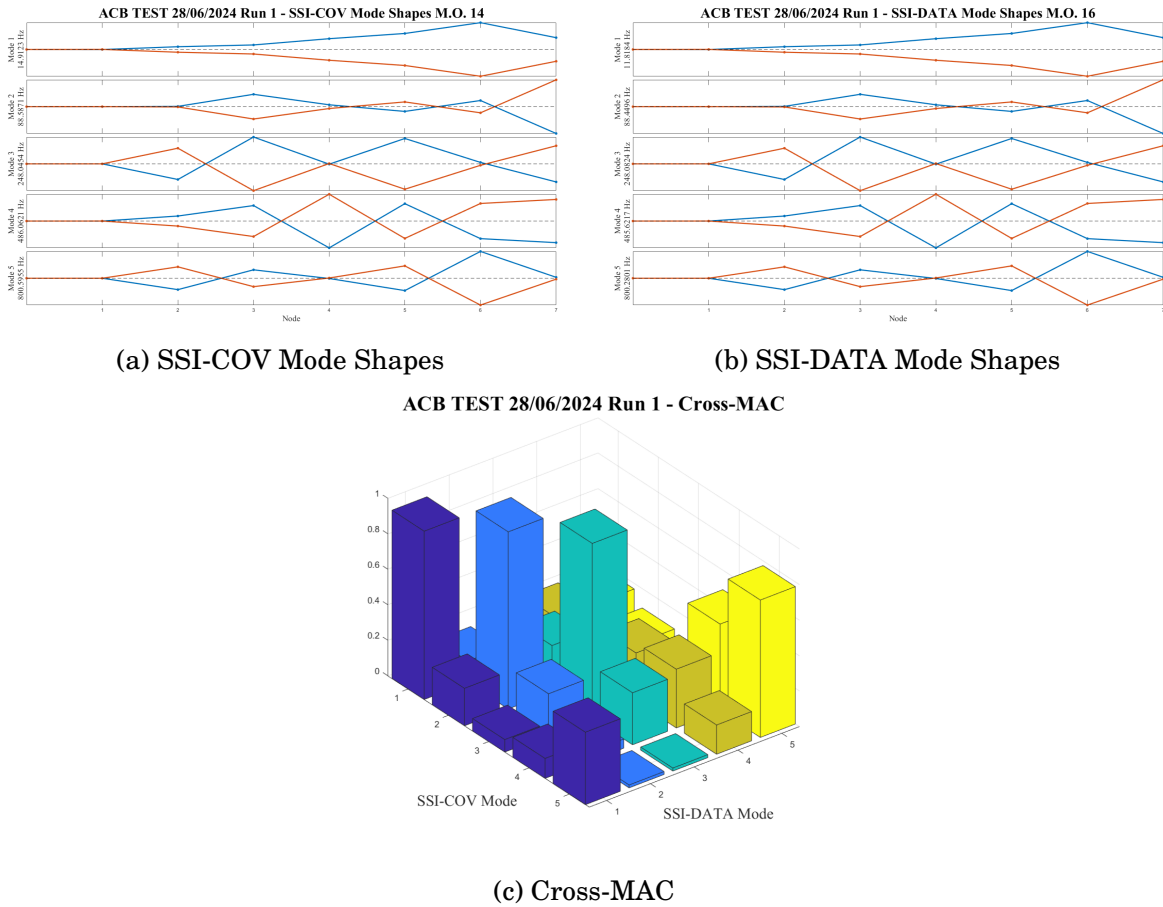 ACB TEST 28/06/2024 Run 1 - SSI-COV Mode Shapes M.O. 14
Mode 1
14.9123 Hz
Mode 2
88.5871 Hz
Mode 3
248.0454 Hz
Mode 4
486.0621 Hz
Mode 5
800.5955 Hz
1 2 3 4 5 6 7
Node
(a) SSI-COV Mode Shapes
ACB TEST 28/06/2024 Run 1 - SSI-DATA Mode Shapes M.O. 16
Mode 1
11.8184 Hz
Mode 2
88.4496 Hz
Mode 3
248.0824 Hz
Mode 4
485.6217 Hz
Mode 5
800.2801 Hz
1 2 3 4 5 6 7
Node
(b) SSI-DATA Mode Shapes
ACB TEST 28/06/2024 Run 1 - Cross-MAC
1
0.8
0.6
0.4
0.2
0
1 2 3 4 5
SSI-COV Mode
1 2 3 4 5
SSI-DATA Mode
(c) Cross-MAC